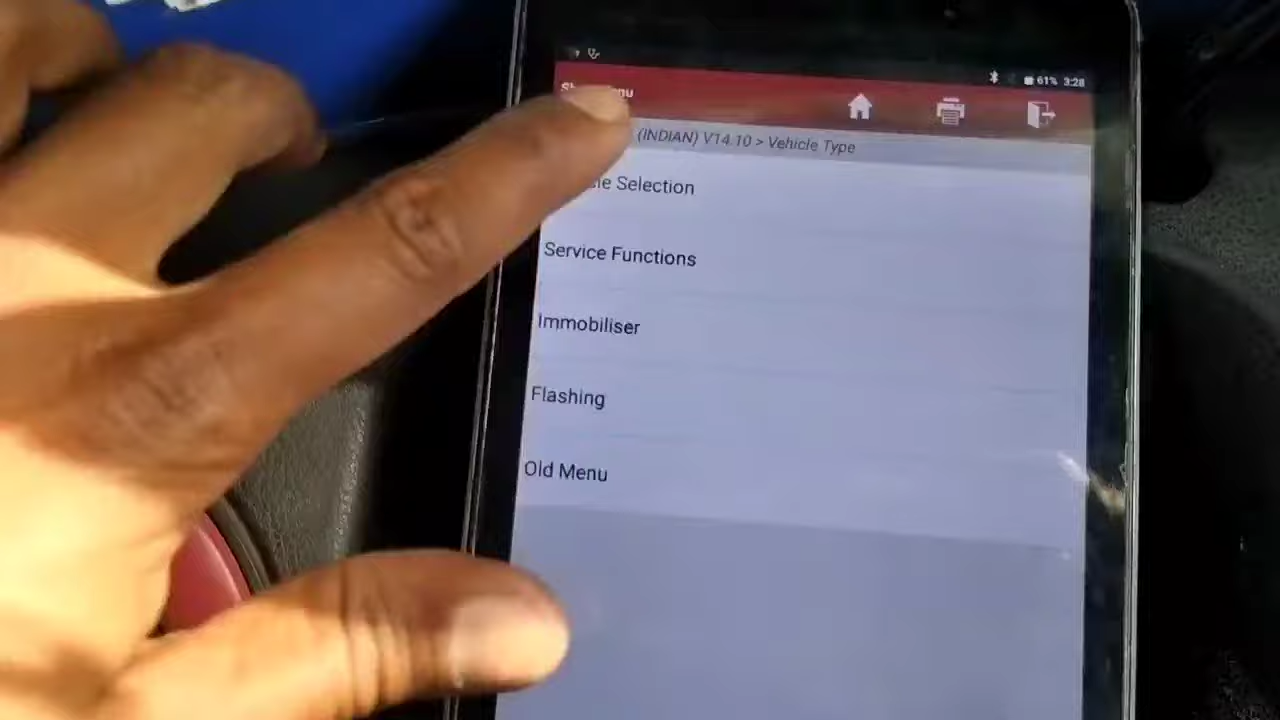 61% 3:28
(INDIAN) V14.10 > Vehicle Type
Selection
Service Functions
Immobiliser
Flashing
Old Menu